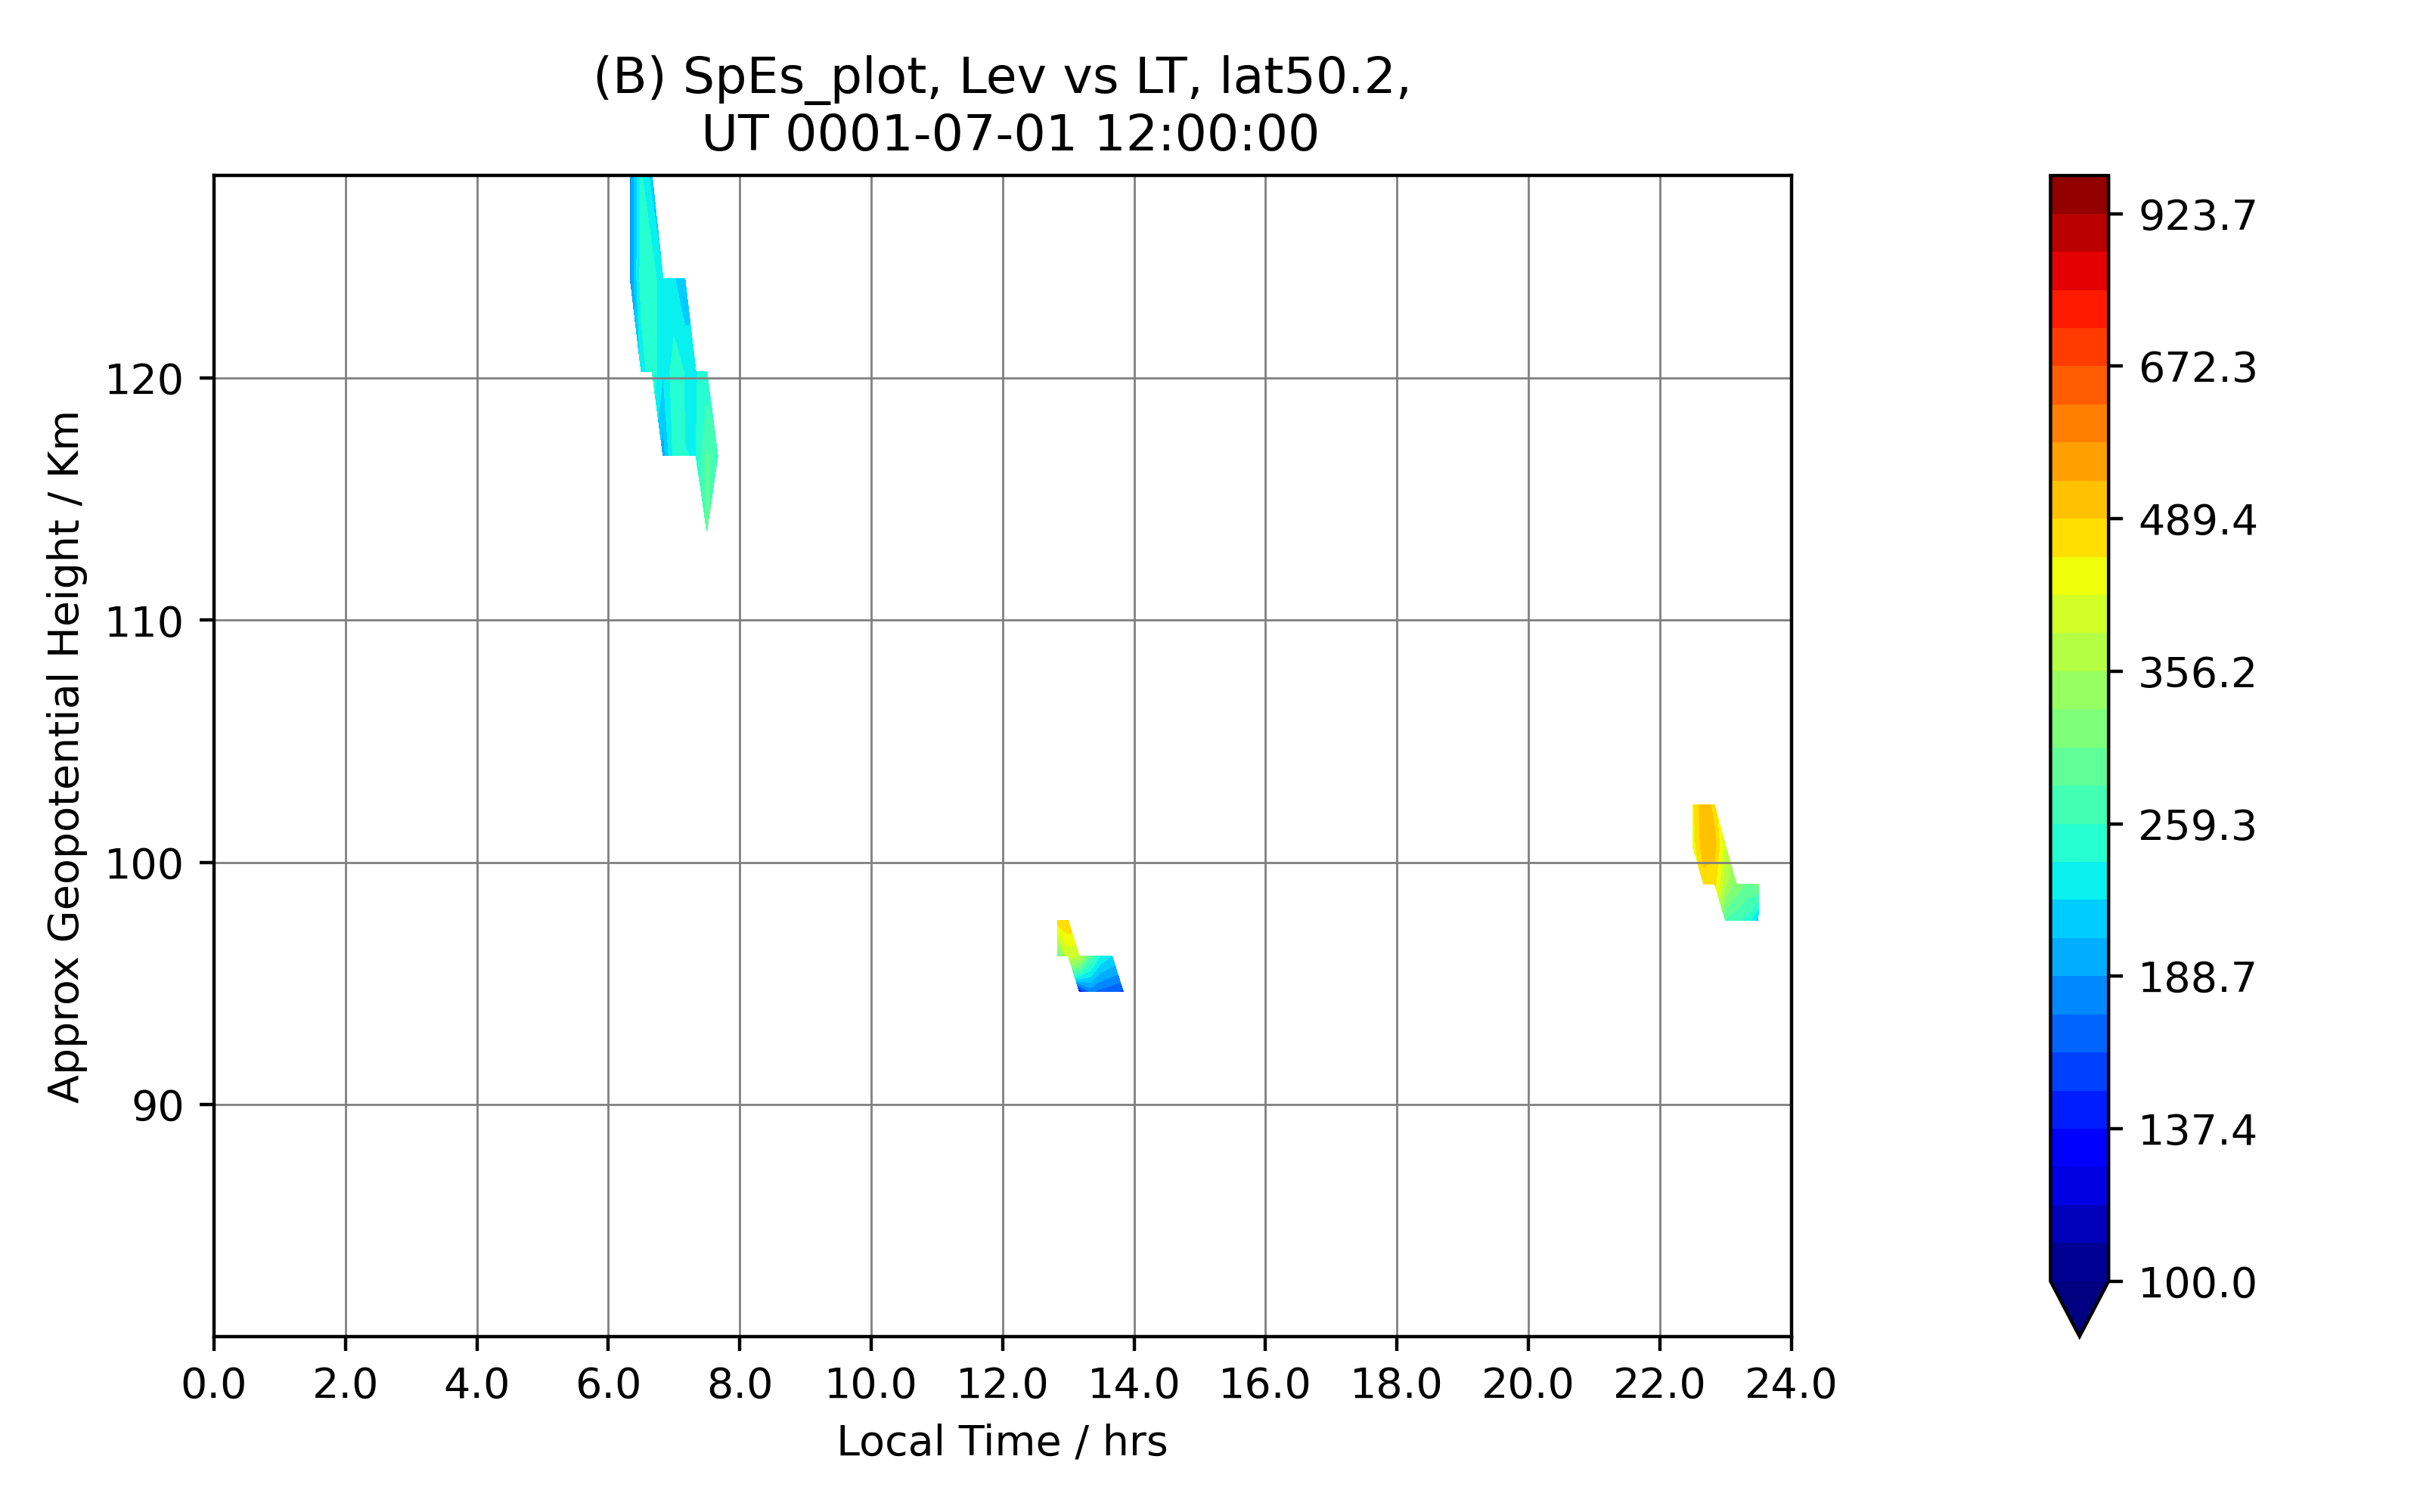 (B) SpEs_plot, Lev vs LT, lat50.2,
UT 0001-07-01 12:00:00
Approx Geopotential Height / Km
120
110
100
90
0.0 2.0 4.0 6.0 8.0 10.0 12.0 14.0 16.0 18.0 20.0 22.0 24.0
Local Time / hrs
923.7
672.3
489.4
356.2
259.3
188.7
137.4
100.0